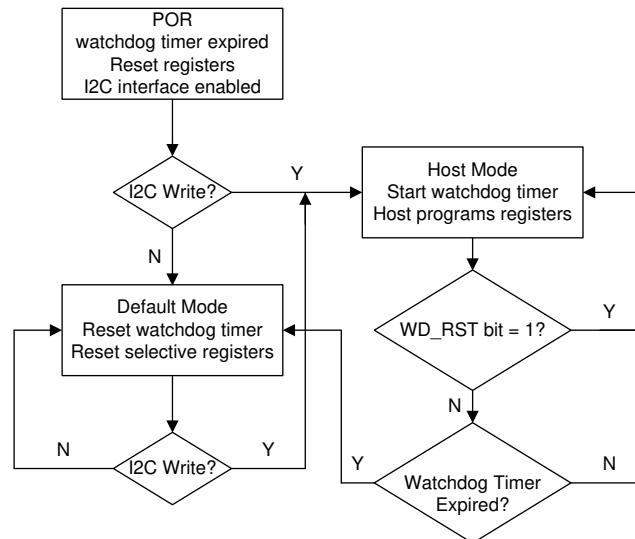 POR
watchdog timer expired
Reset registers
I2C interface enabled
I2C Write?
Y
N
Host Mode
Start watchdog timer
Host programs registers
Default Mode
Reset watchdog timer
Reset selective registers
WD_RST bit = 1?
Y
N
I2C Write?
N
Y
Watchdog Timer
Expired?
Y
N